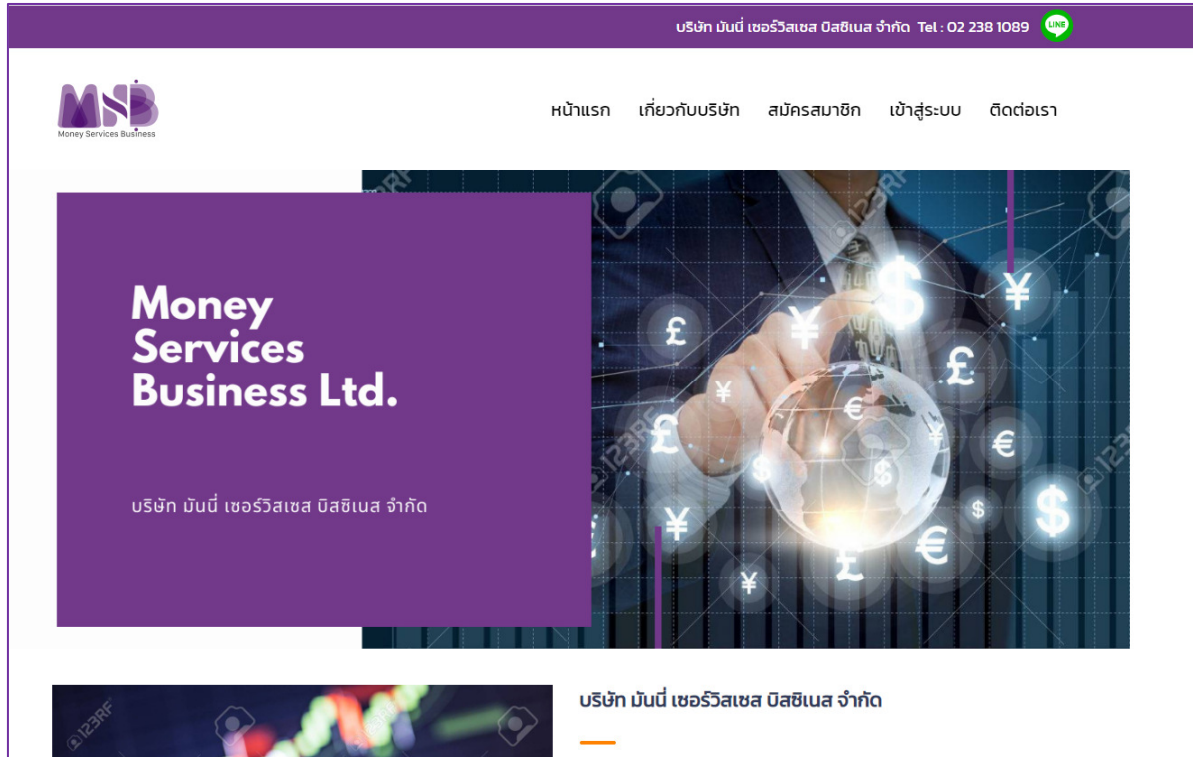 บริษัท มันนี่ เซอร์วิสเซส บิสซิเนส จำกัด Tel : 02 238 1089 LINE
MSB
Money Services Business
หน้าแรก เกี่ยวกับบริษัท สมัครสมาชิก เข้าสู่ระบบ ติดต่อเรา
Money
Services
Business Ltd.
บริษัท มันนี่ เซอร์วิสเซส บิสซิเนส จำกัด
123RF
บริษัท มันนี่ เซอร์วิสเซส บิสซิเนส จำกัด